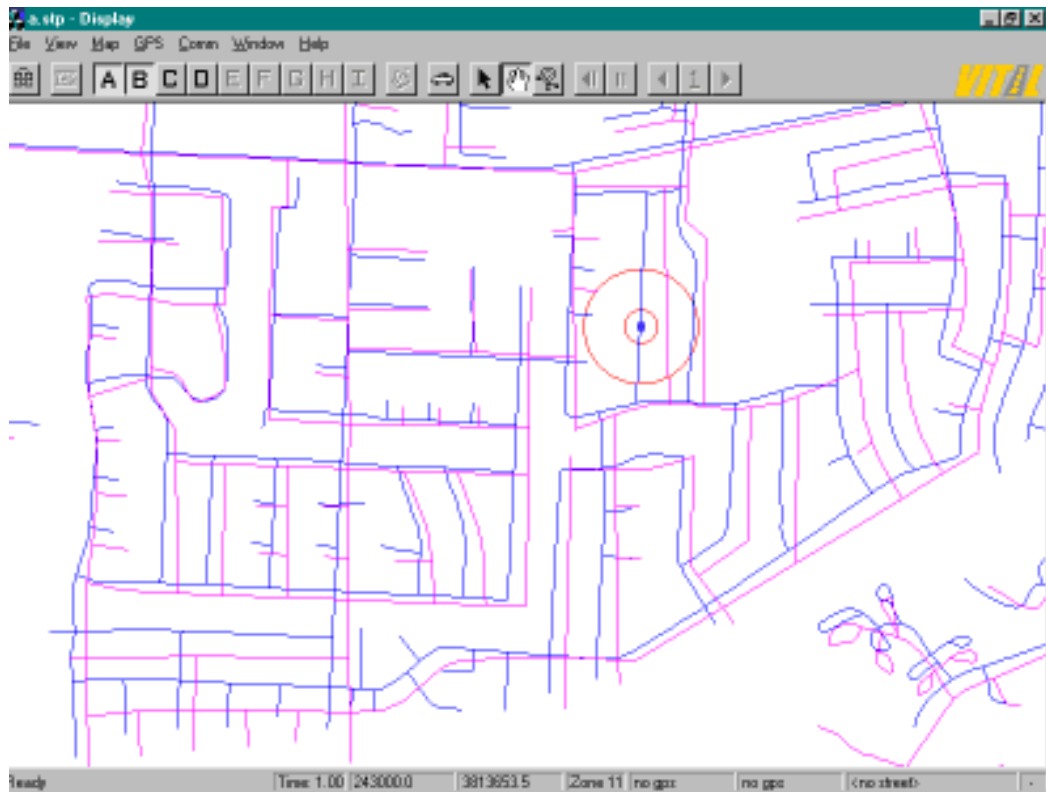 a.stp - Display
File View Map GPS Comm Window Help
A B C D E F G H I 1
VITAL
Ready Time: 1.00 243000.0 3813653.5 Zone 11 no gps no gps <no street> -